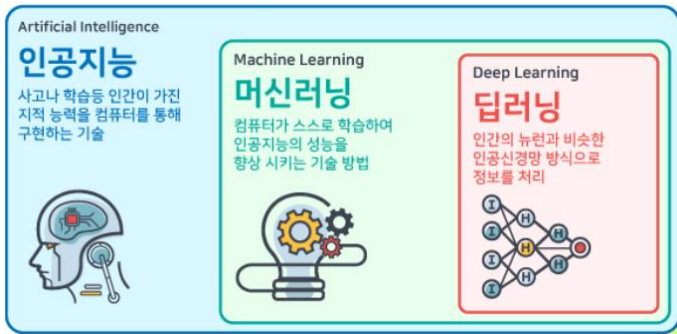 Artificial Intelligence
인공지능
사고나 학습등 인간이 가진
지적 능력을 컴퓨터를 통해
구현하는 기술
Machine Learning
머신러닝
컴퓨터가 스스로 학습하여
인공지능의 성능을
향상 시키는 기술 방법
Deep Learning
딥러닝
인간의 뉴런과 비슷한
인공신경망 방식으로
정보를 처리
I
H
I
H
H
I
H
H
I